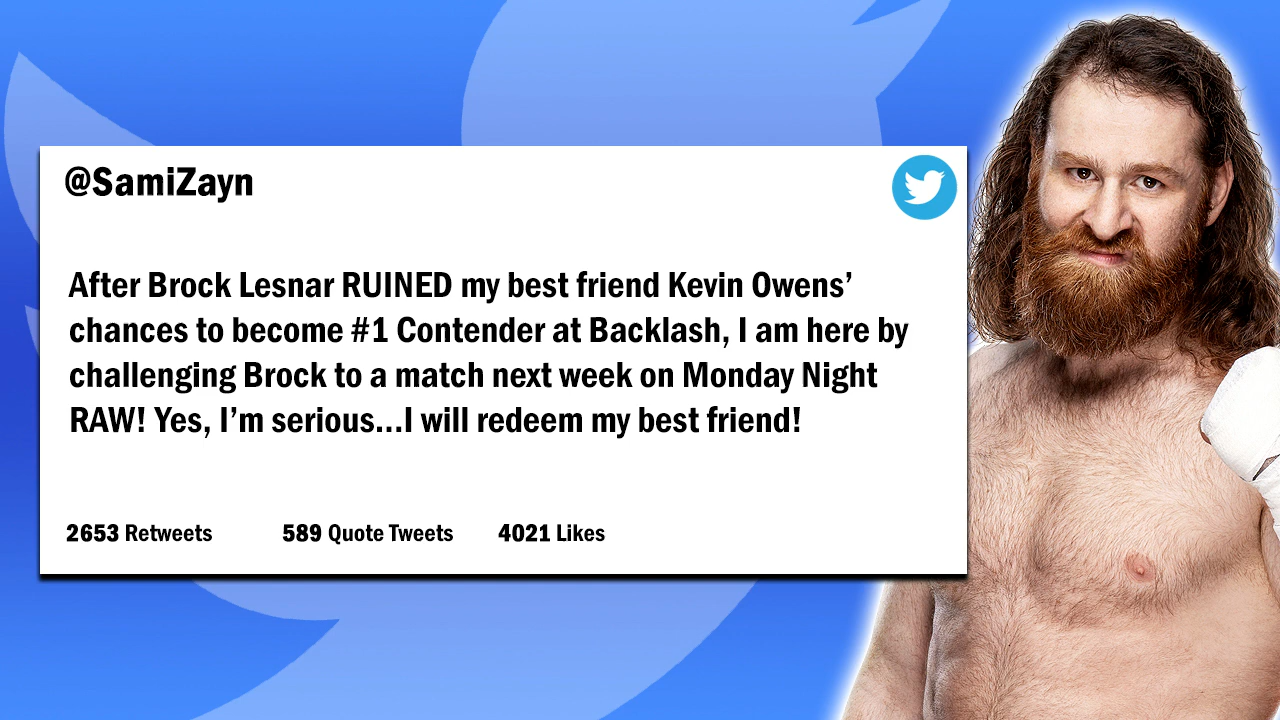 @SamiZayn
After Brock Lesnar RUINED my best friend Kevin Owens’
chances to become #1 Contender at Backlash, I am here by
challenging Brock to a match next week on Monday Night
RAW! Yes, I’m serious...I will redeem my best friend!
2653 Retweets 589 Quote Tweets 4021 Likes